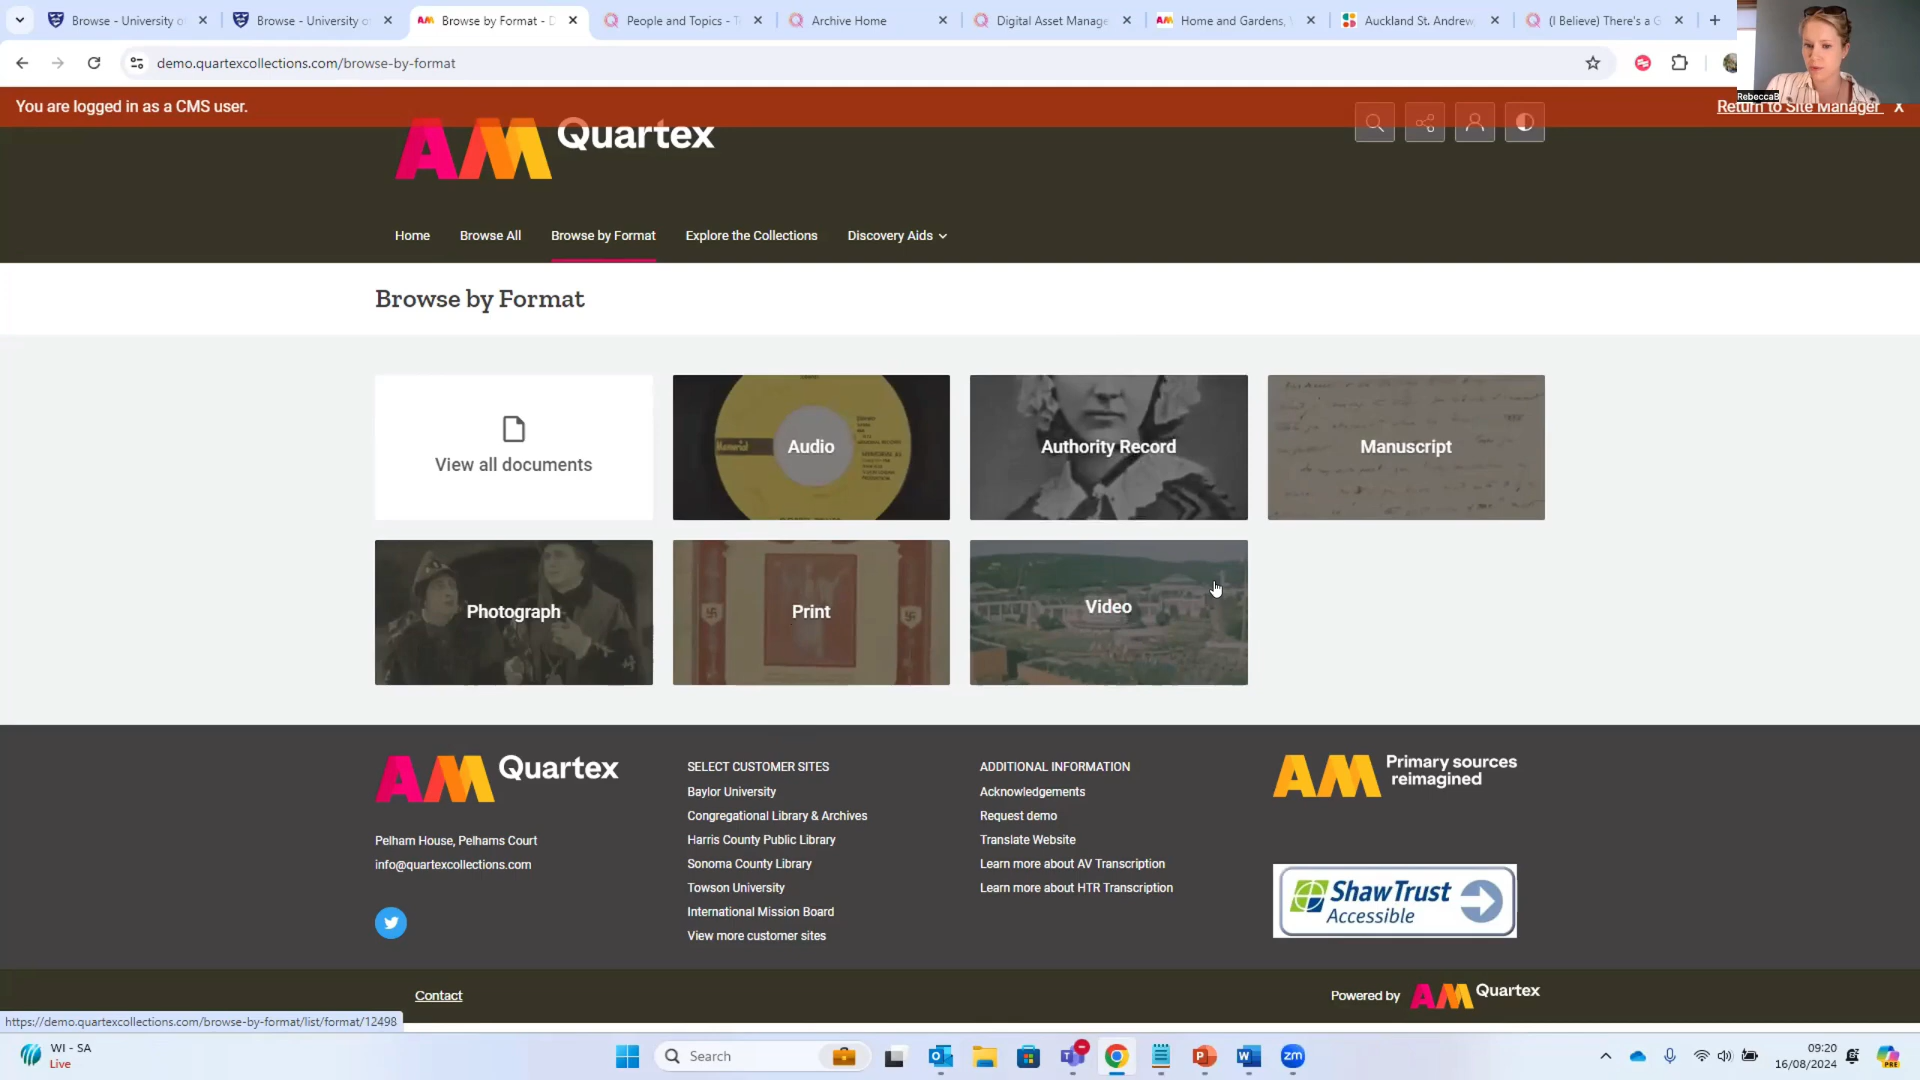 Browse - University o
Browse - University o
Browse by Format - D
People and Topics - T
Archive Home
Digital Asset Manage
Home and Gardens,
Auckland St. Andrew
(I Believe) There's a G
demo.quartexcollections.com/browse-by-format
RebeccaB
You are logged in as a CMS user.
Return to Site Manager X
AM Quartex
Home
Browse All
Browse by Format
Explore the Collections
Discovery Aids
Browse by Format
View all documents
Audio
Authority Record
Manuscript
Photograph
Print
Video
AM Quartex
Pelham House, Pelhams Court
info@quartexcollections.com
SELECT CUSTOMER SITES
Baylor University
Congregational Library & Archives
Harris County Public Library
Sonoma County Library
Towson University
International Mission Board
View more customer sites
ADDITIONAL INFORMATION
Acknowledgements
Request demo
Translate Website
Learn more about AV Transcription
Learn more about HTR Transcription
AM Primary sources
reimagined
ShawTrust
Accessible
Contact
Powered by AM Quartex
https://demo.quartexcollections.com/browse-by-format/list/format/12498
WI - SA
Live
Search
zm
09:20
16/08/2024
PRE